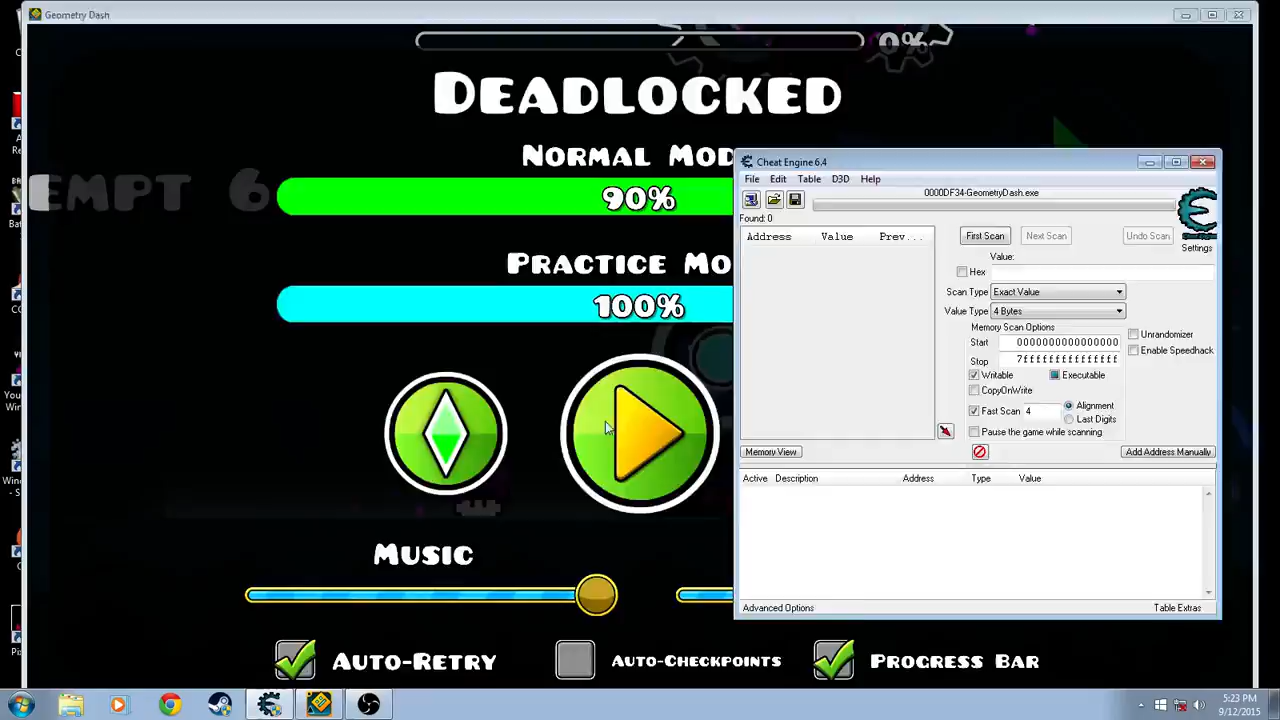 Geometry Dash
0%
DEADLOCKED
NORMAL MOD
EMPT 6
90%
PRACTICE MO
100%
MUSIC
AUTO-RETRY
AUTO-CHECKPOINTS
PROGRESS BAR
Cheat Engine 6.4
File Edit Table D3D Help
0000DF34-GeometryDash.exe
Found: 0
Settings
Address Value Prev...
First Scan Next Scan Undo Scan
Value:
Hex
Scan Type Exact Value
Value Type 4 Bytes
Memory Scan Options
Start 0000000000000000
Stop 7fffffffffffffff
Writable Executable
CopyOnWrite
Fast Scan 4 Alignment
Last Digits
Pause the game while scanning
Unrandomizer
Enable Speedhack
Memory View Add Address Manually
Active Description Address Type Value
Advanced Options Table Extras
5:23 PM
9/12/2015